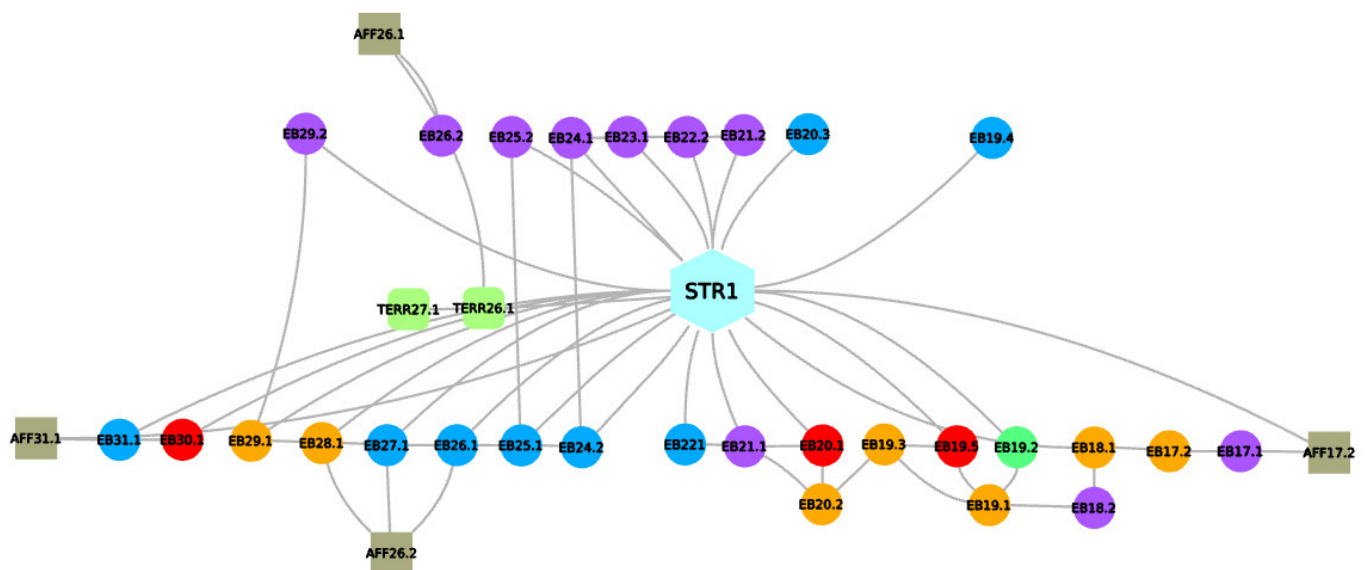 AFF26.1
EB29.2
EB26.2
EB25.2
EB24.1
EB23.1
EB22.2
EB21.2
EB20.3
EB19.4
STR1
TERR27.1
TERR26.1
AFF31.1
EB31.1
EB30.1
EB29.1
EB28.1
EB27.1
EB26.1
EB25.1
EB24.2
EB221
EB21.1
EB20.1
EB19.3
EB19.5
EB19.2
EB18.1
EB17.2
EB17.1
AFF17.2
EB20.2
EB19.1
EB18.2
AFF26.2